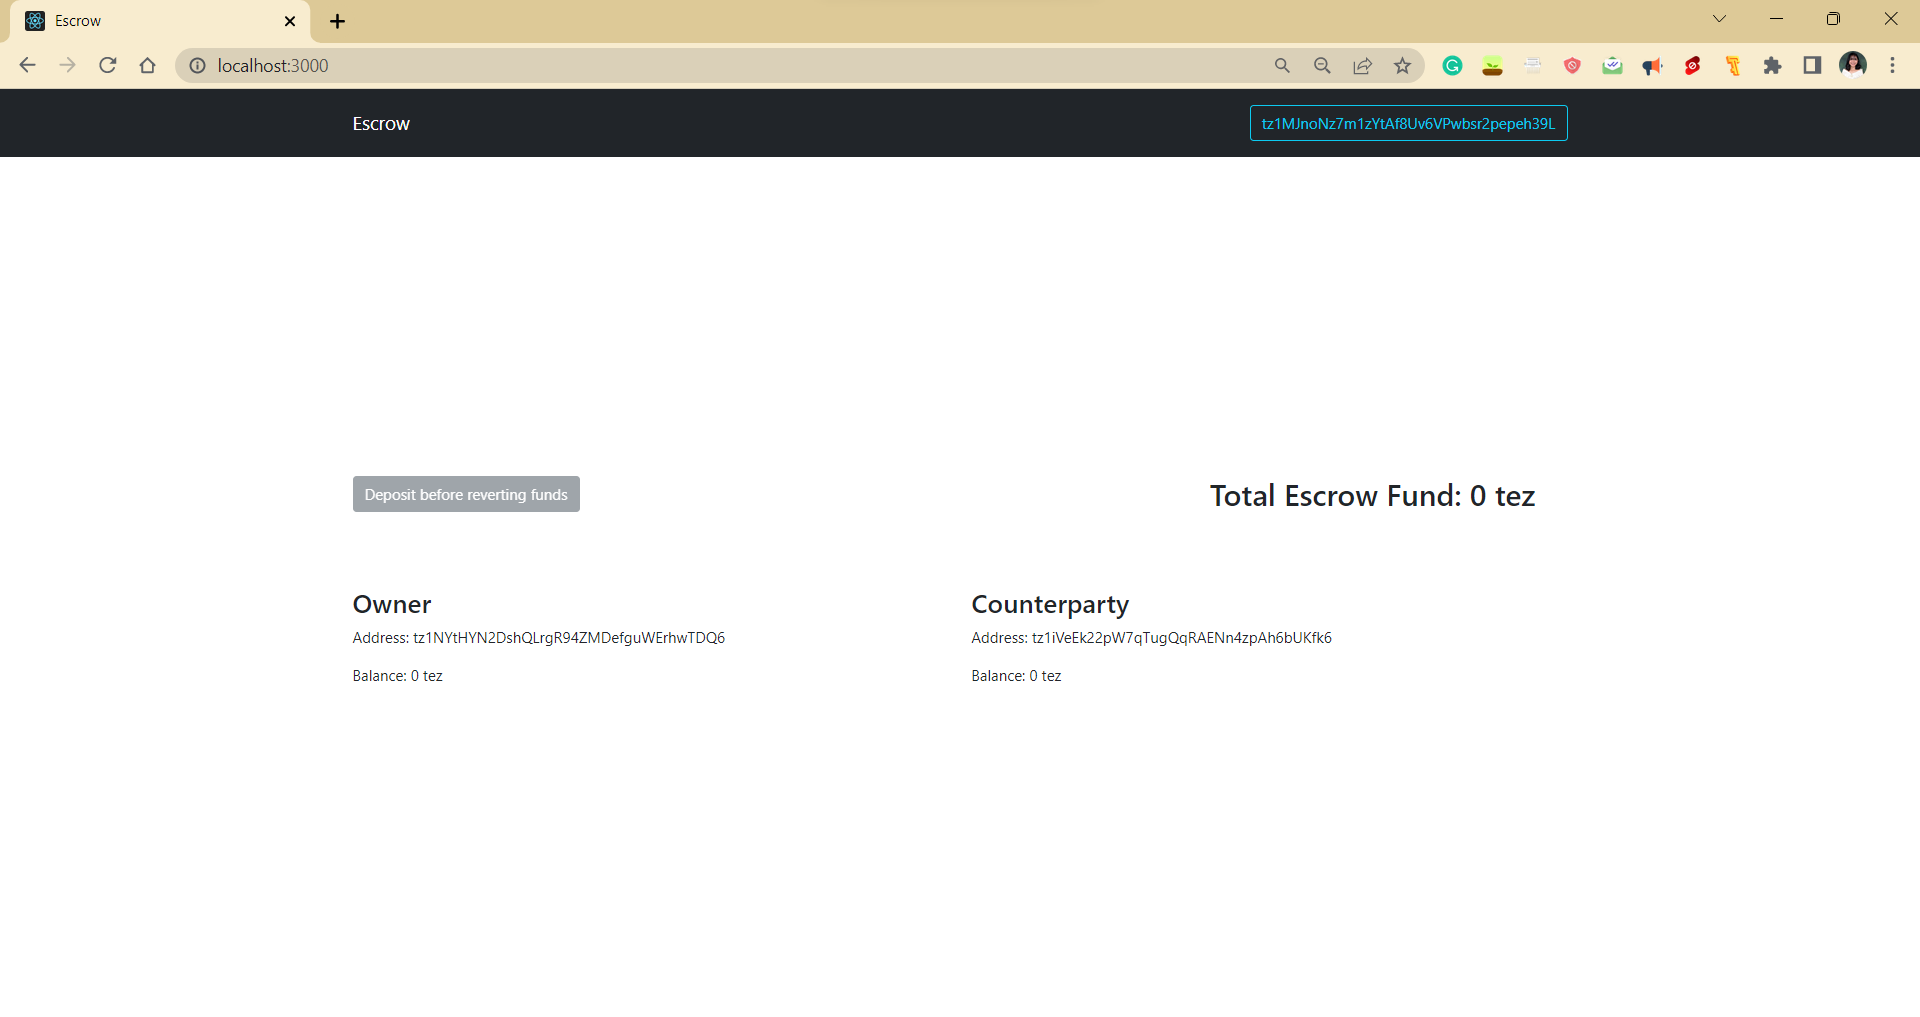 Escrow
localhost:3000
Escrow
tz1MJnoNz7m1zYtAf8Uv6VPwbsr2pepeh39L
Deposit before reverting funds
Total Escrow Fund: 0 tez
Owner
Address: tz1NYtHYN2DshQLrgR94ZMDefguWErhwTDQ6
Balance: 0 tez
Counterparty
Address: tz1iVeEk22pW7qTugQqRAENn4zpAh6bUKfk6
Balance: 0 tez